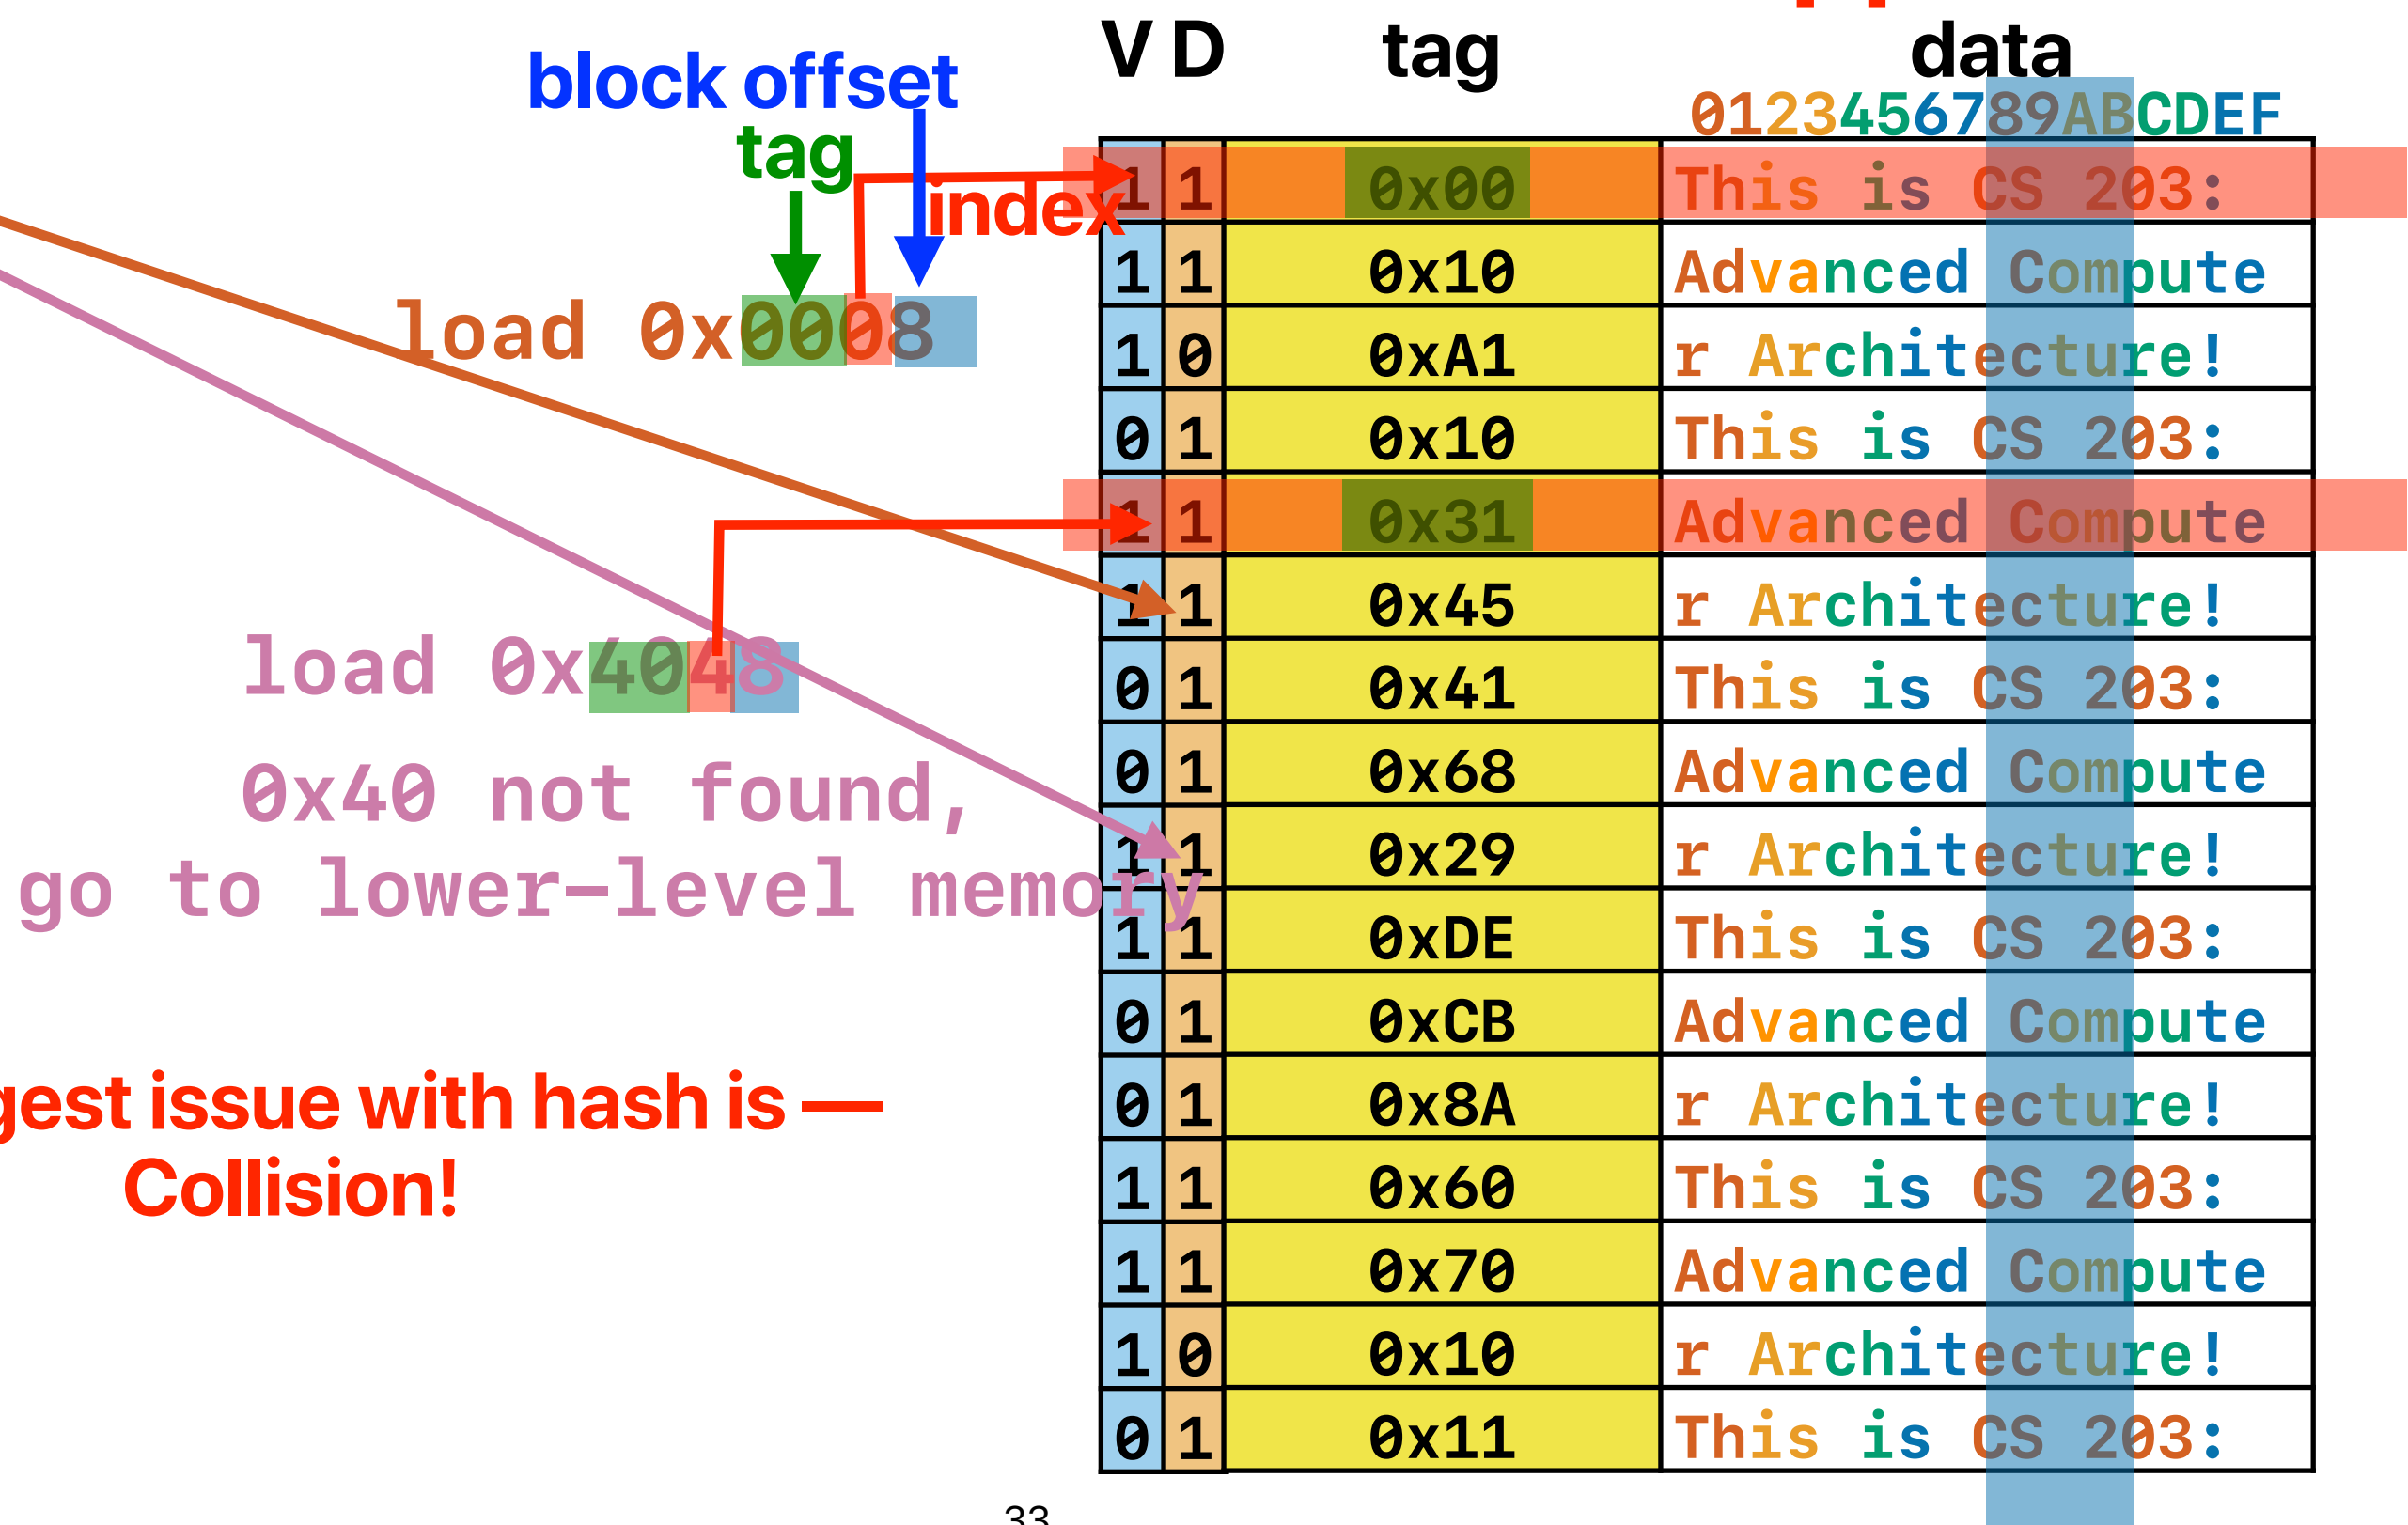 V D tag data
block offset
0123456789ABCDEF
tag
index
load 0x0008
load 0x4048
0x40 not found,
go to lower-level memory
issue with hash is —
Collision!
1 1 0x00 This is CS 203:
1 1 0x10 Advanced Compute
1 0 0xA1 r Architecture!
0 1 0x10 This is CS 203:
1 1 0x31 Advanced Compute
1 1 0x45 r Architecture!
0 1 0x41 This is CS 203:
0 1 0x68 Advanced Compute
1 1 0x29 r Architecture!
1 1 0xDE This is CS 203:
0 1 0xCB Advanced Compute
0 1 0x8A r Architecture!
1 1 0x60 This is CS 203:
1 1 0x70 Advanced Compute
1 0 0x10 r Architecture!
0 1 0x11 This is CS 203:
33